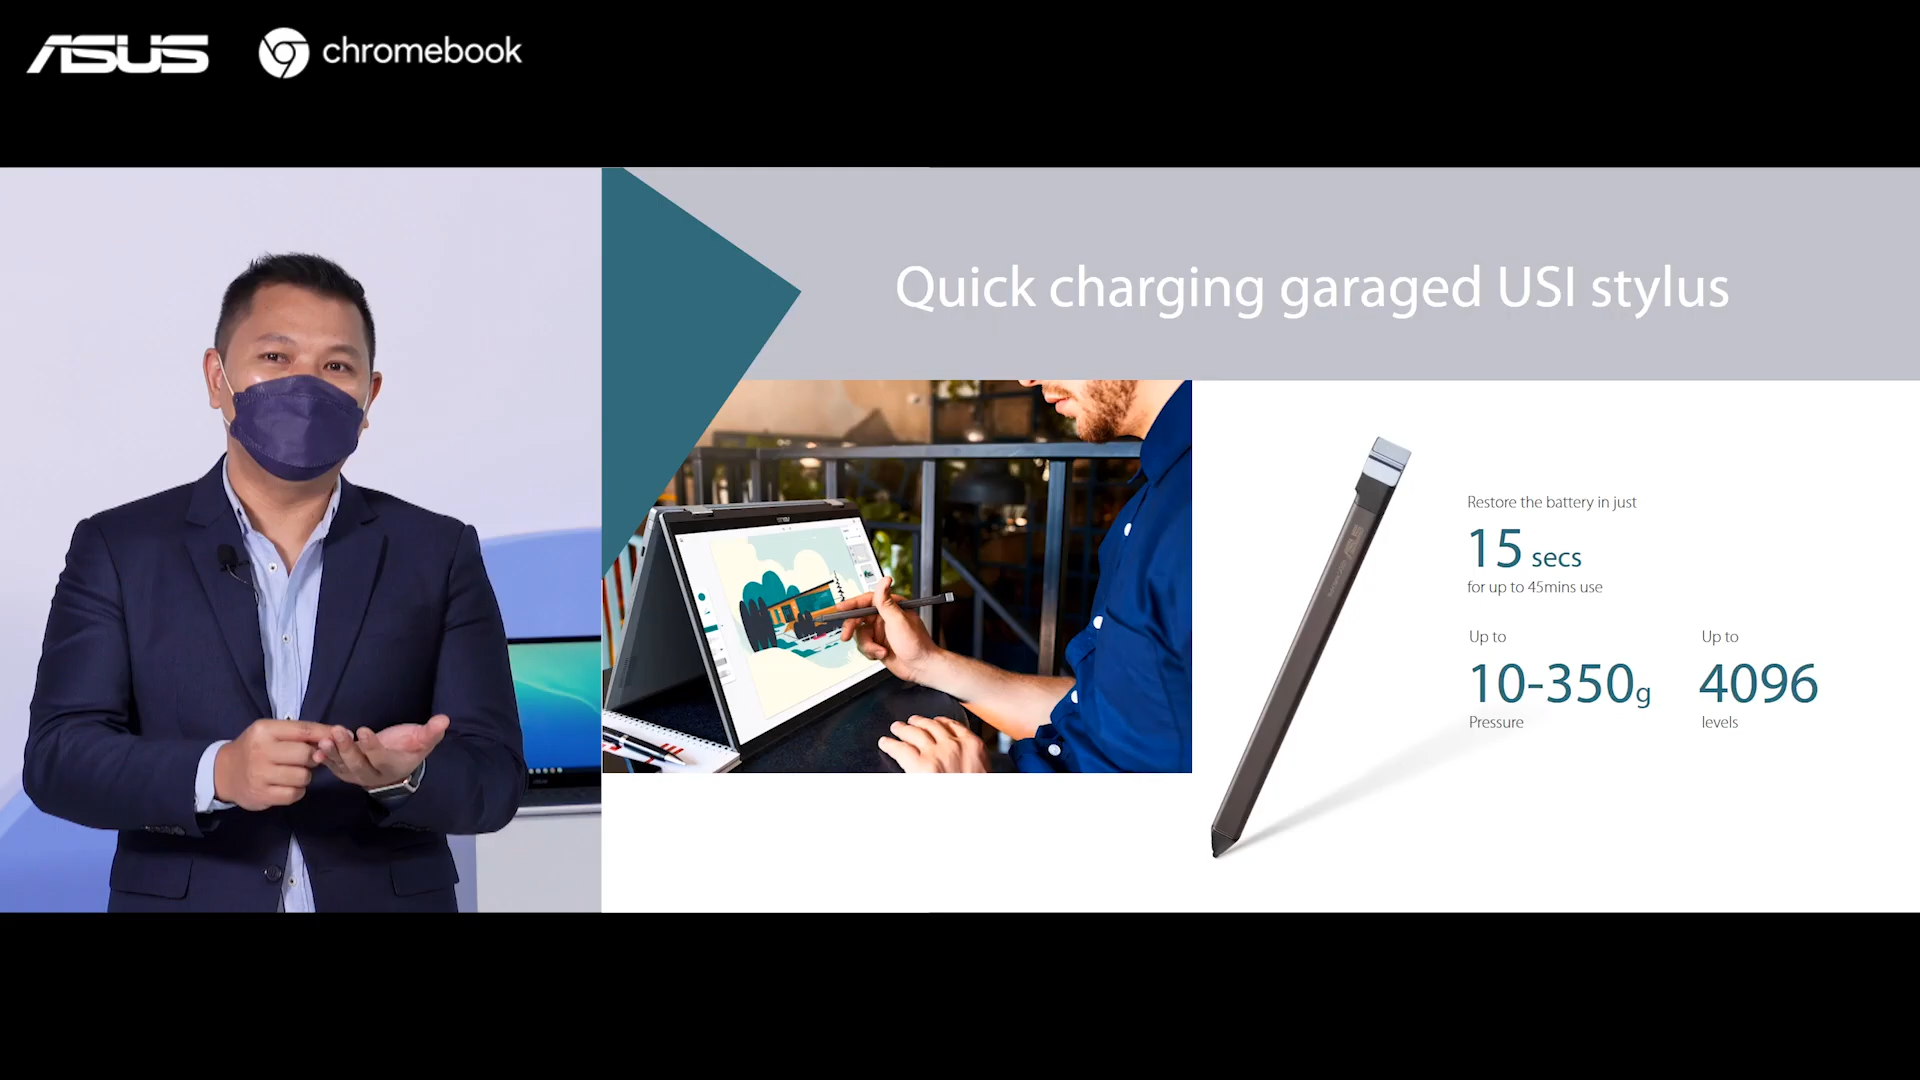 ASUS
chromebook
Quick charging garaged USI stylus
Restore the battery in just
15 secs
for up to 45mins use
Up to
10-350g
Pressure
Up to
4096
levels
ASUS